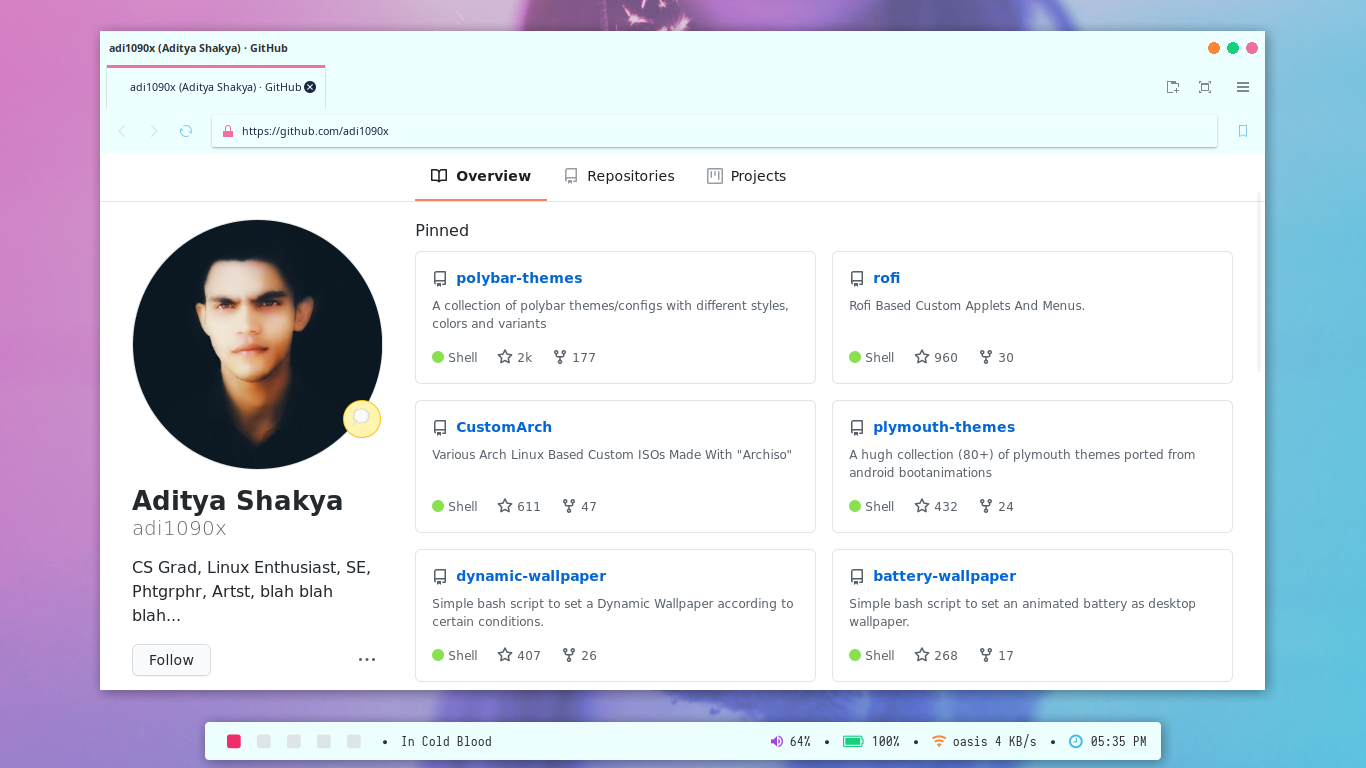 adi1090x (Aditya Shakya) · GitHub
adi1090x (Aditya Shakya) · GitHub
https://github.com/adi1090x
Overview Repositories Projects
Aditya Shakya
adi1090x
CS Grad, Linux Enthusiast, SE,
Phtgrphr, Artst, blah blah
blah...
Follow
Pinned
polybar-themes
A collection of polybar themes/configs with different styles,
colors and variants
Shell 2k 177
rofi
Rofi Based Custom Applets And Menus.
Shell 960 30
CustomArch
Various Arch Linux Based Custom ISOs Made With "Archiso"
Shell 611 47
plymouth-themes
A hugh collection (80+) of plymouth themes ported from
android bootanimations
Shell 432 24
dynamic-wallpaper
Simple bash script to set a Dynamic Wallpaper according to
certain conditions.
Shell 407 26
battery-wallpaper
Simple bash script to set an animated battery as desktop
wallpaper.
Shell 268 17
• In Cold Blood 64% • 100% • oasis 4 KB/s • 05:35 PM